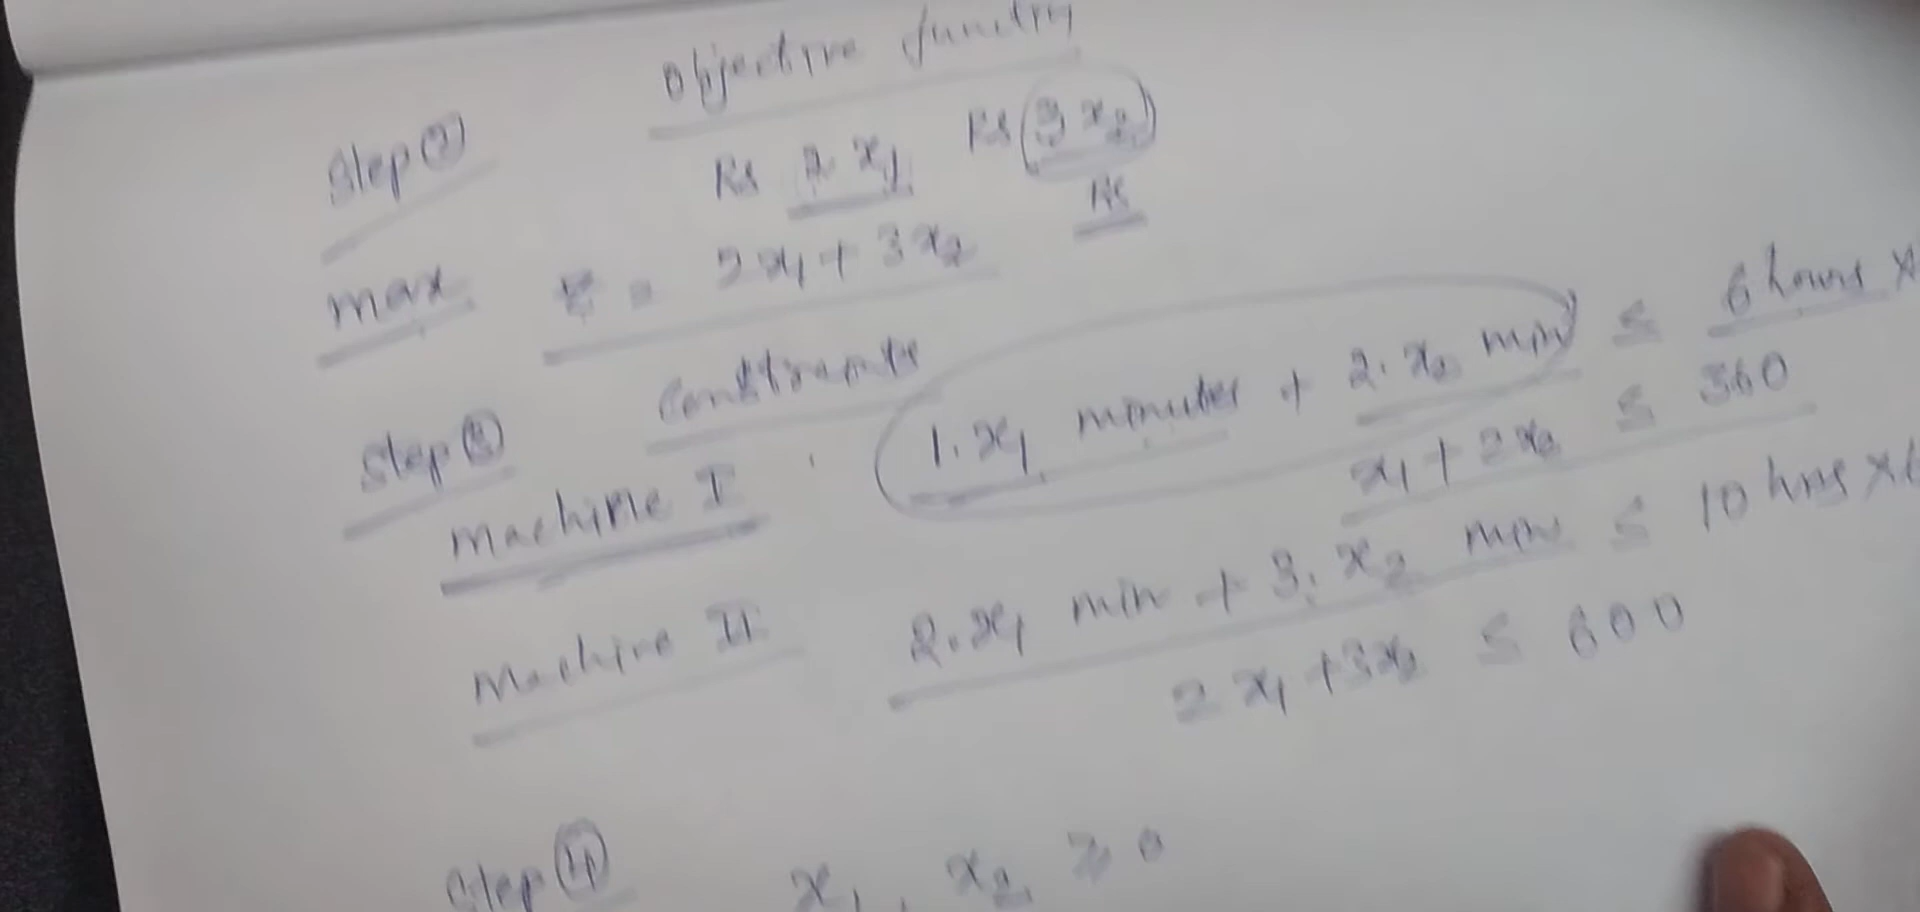 Objective function
Step ②
Rs 2 x₁ Rs 3 x₂
Rs
max Z = 2x₁ + 3x₂
Step ③ Constraints
Machine I 1.x₁ minutes + 2.x₂ min ≤ 6 hours ×
x₁ + 2x₂ ≤ 360
Machine II 2.x₁ min + 3.x₂ min ≤ 10 hrs ×6
2x₁ + 3x₂ ≤ 600
Step ④ x₁, x₂ ≥ 0